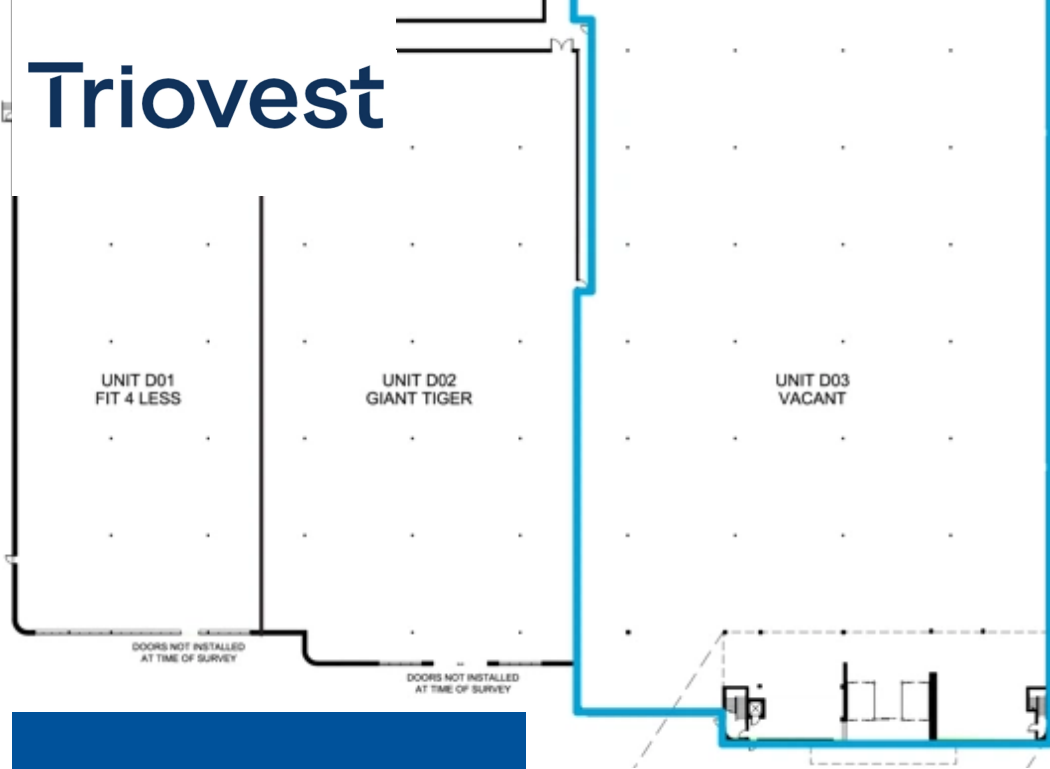 Triovest
UNIT D01
FIT 4 LESS
UNIT D02
GIANT TIGER
UNIT D03
VACANT
DOORS NOT INSTALLED
AT TIME OF SURVEY
DOORS NOT INSTALLED
AT TIME OF SURVEY